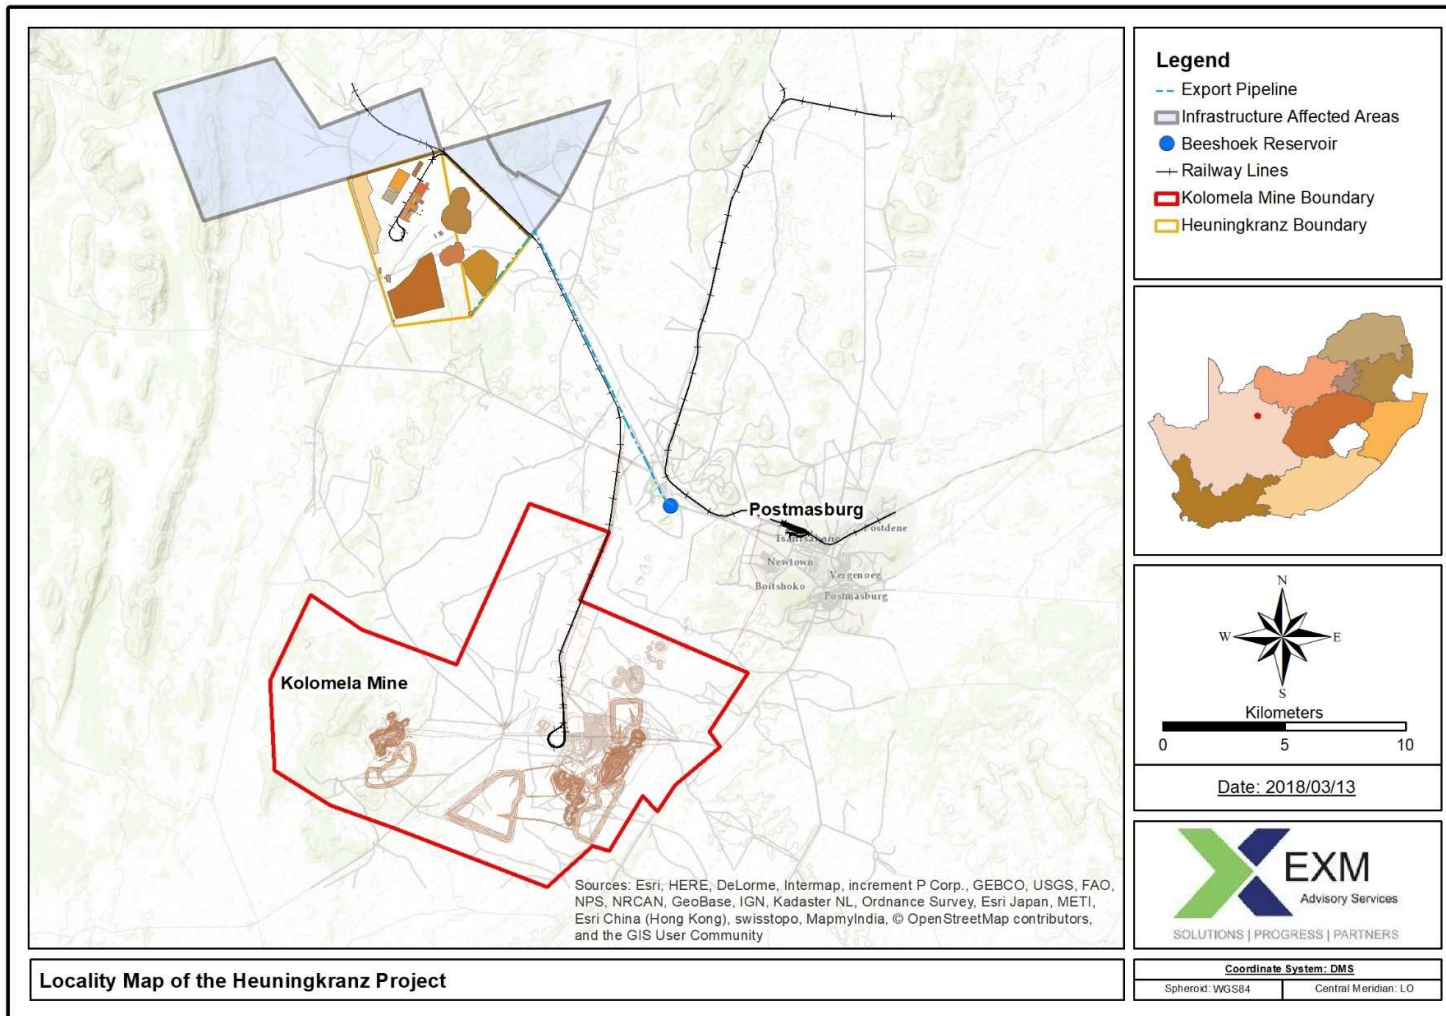 Legend
Export Pipeline
Infrastructure Affected Areas
Beeshoek Reservoir
Railway Lines
Kolomela Mine Boundary
Heuningkranz Boundary
Postmasburg
Postdene
Newtown
Vergenoeg
Boitshoko
Postmasburg
Kolomela Mine
N
W
E
S
Kilometers
0 5 10
Date: 2018/03/13
EXM
Advisory Services
SOLUTIONS | PROGRESS | PARTNERS
Sources: Esri, HERE, DeLorme, Intermap, increment P Corp., GEBCO, USGS, FAO,
NPS, NRCAN, GeoBase, IGN, Kadaster NL, Ordnance Survey, Esri Japan, METI,
Esri China (Hong Kong), swisstopo, MapmyIndia, © OpenStreetMap contributors,
and the GIS User Community
Locality Map of the Heuningkranz Project
Coordinate System: DMS
Spheroid: WGS84
Central Meridian: LO